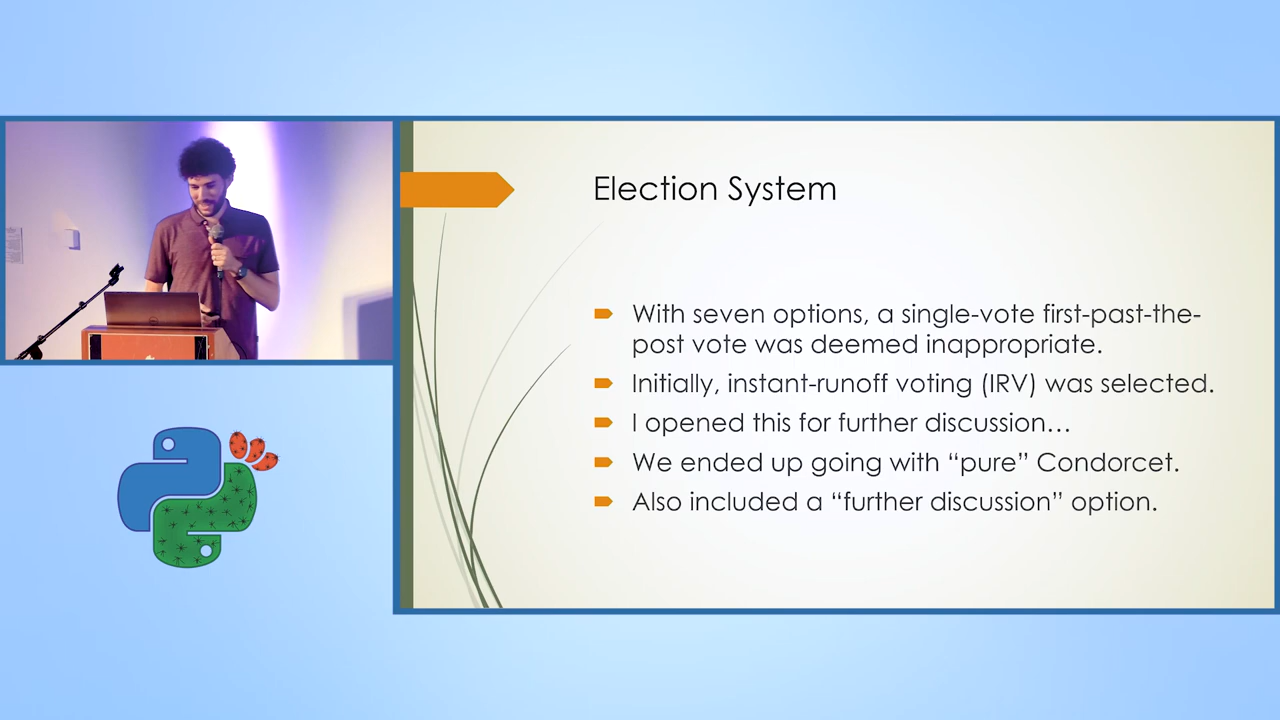 Election System
With seven options, a single-vote first-past-the-
post vote was deemed inappropriate.
Initially, instant-runoff voting (IRV) was selected.
I opened this for further discussion…
We ended up going with “pure” Condorcet.
Also included a “further discussion” option.